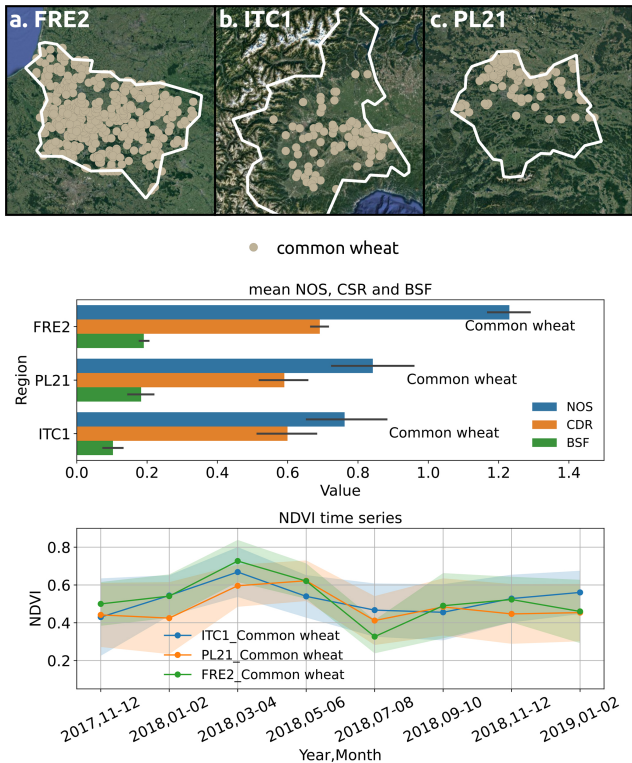 a. FRE2
b. ITC1
c. PL21
common wheat
mean NOS, CSR and BSF
Region
FRE2
Common wheat
PL21
Common wheat
ITC1
Common wheat
NOS
CDR
BSF
0.0 0.2 0.4 0.6 0.8 1.0 1.2 1.4
Value
NDVI time series
NDVI
0.8
0.6
0.4
0.2
ITC1_Common wheat
PL21_Common wheat
FRE2_Common wheat
2017,11-12 2018,01-02 2018,03-04 2018,05-06 2018,07-08 2018,09-10 2018,11-12 2019,01-02
Year,Month